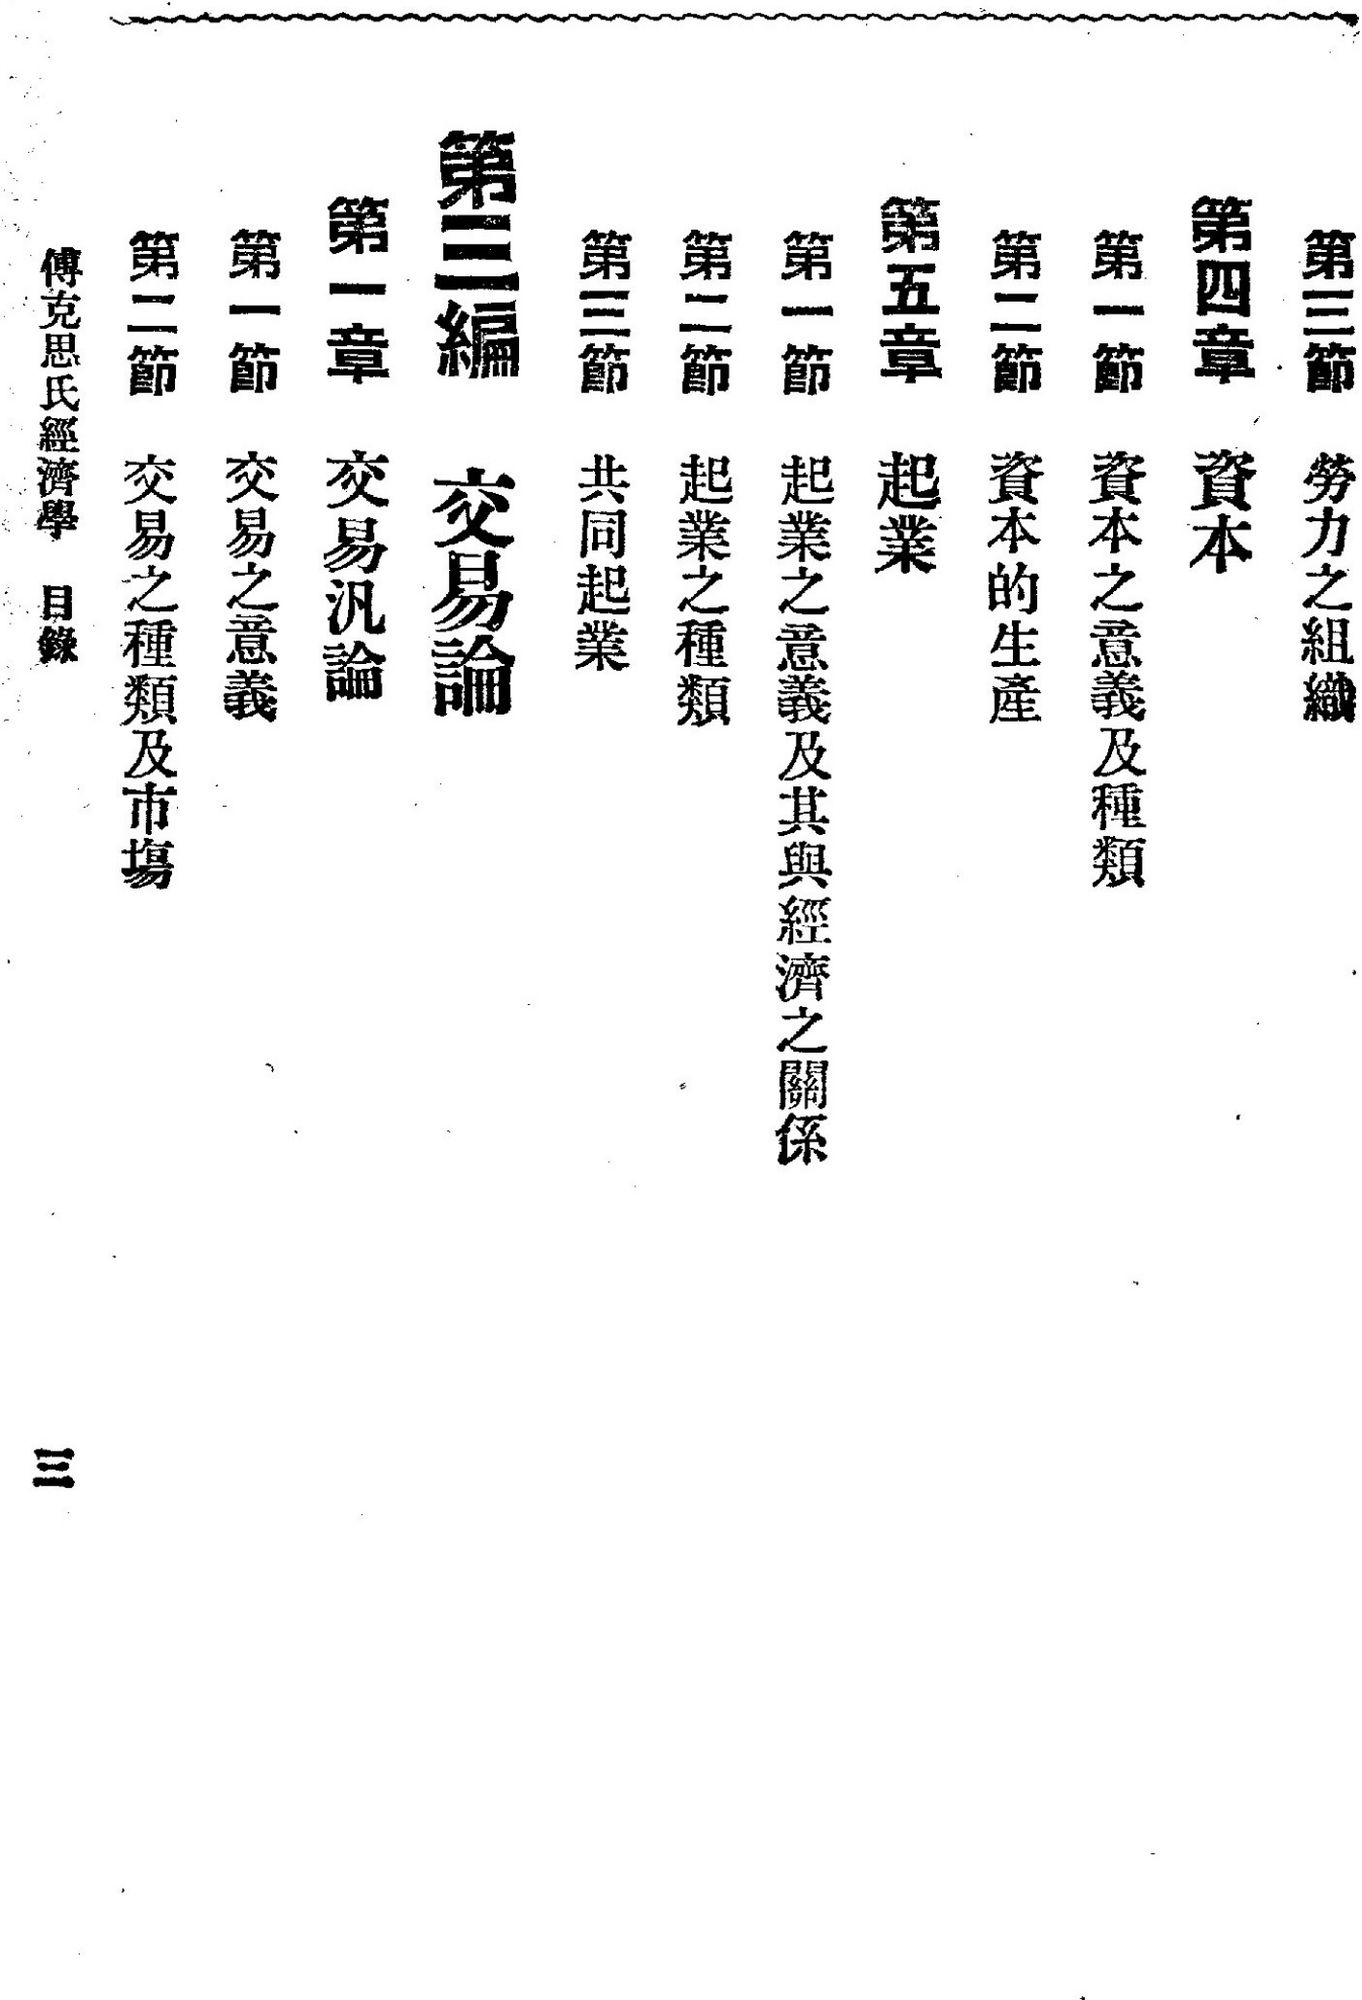 第三節　勞力之組織
第四章　資本
第一節　資本之意義及種類
第二節　資本的生產
第五章　起業
第一節　起業之意義及其與經濟之關係
第二節　起業之種類
第三節　共同起業
第三編　交易論
第一章　交易汎論
第一節　交易之意義
第二節　交易之種類及市塲
傅克思氏經濟學　目錄
三